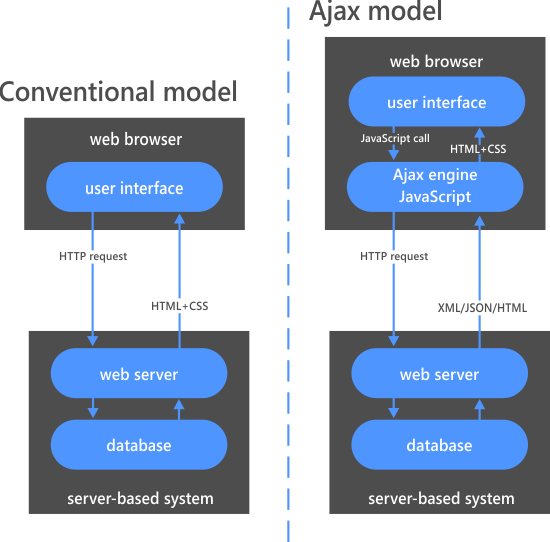 Conventional model
web browser
user interface
HTTP request
HTML+CSS
web server
database
server-based system
Ajax model
web browser
user interface
JavaScript call
HTML+CSS
Ajax engine
JavaScript
HTTP request
XML/JSON/HTML
web server
database
server-based system